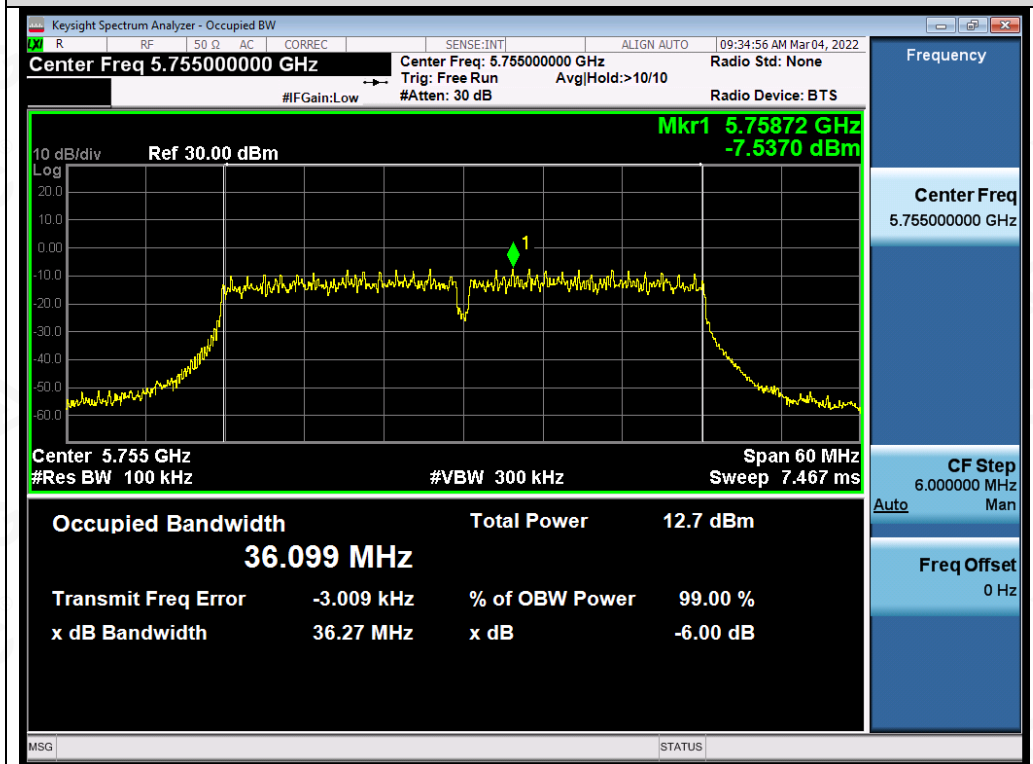 Keysight Spectrum Analyzer - Occupied BW
LXI R RF 50 Ω AC CORREC SENSE:INT ALIGN AUTO 09:34:56 AM Mar 04, 2022
Center Freq 5.755000000 GHz Center Freq: 5.755000000 GHz Radio Std: None
Trig: Free Run Avg|Hold:>10/10
#IFGain:Low #Atten: 30 dB Radio Device: BTS
Frequency
Mkr1 5.75872 GHz
-7.5370 dBm
10 dB/div Ref 30.00 dBm
Log
20.0
10.0
0.00
-10.0
-20.0
-30.0
-40.0
-50.0
-60.0
1
Center 5.755 GHz Span 60 MHz
#Res BW 100 kHz #VBW 300 kHz Sweep 7.467 ms
Center Freq
5.755000000 GHz
CF Step
6.000000 MHz
Auto Man
Freq Offset
0 Hz
Occupied Bandwidth Total Power 12.7 dBm
36.099 MHz
Transmit Freq Error -3.009 kHz % of OBW Power 99.00 %
x dB Bandwidth 36.27 MHz x dB -6.00 dB
MSG STATUS